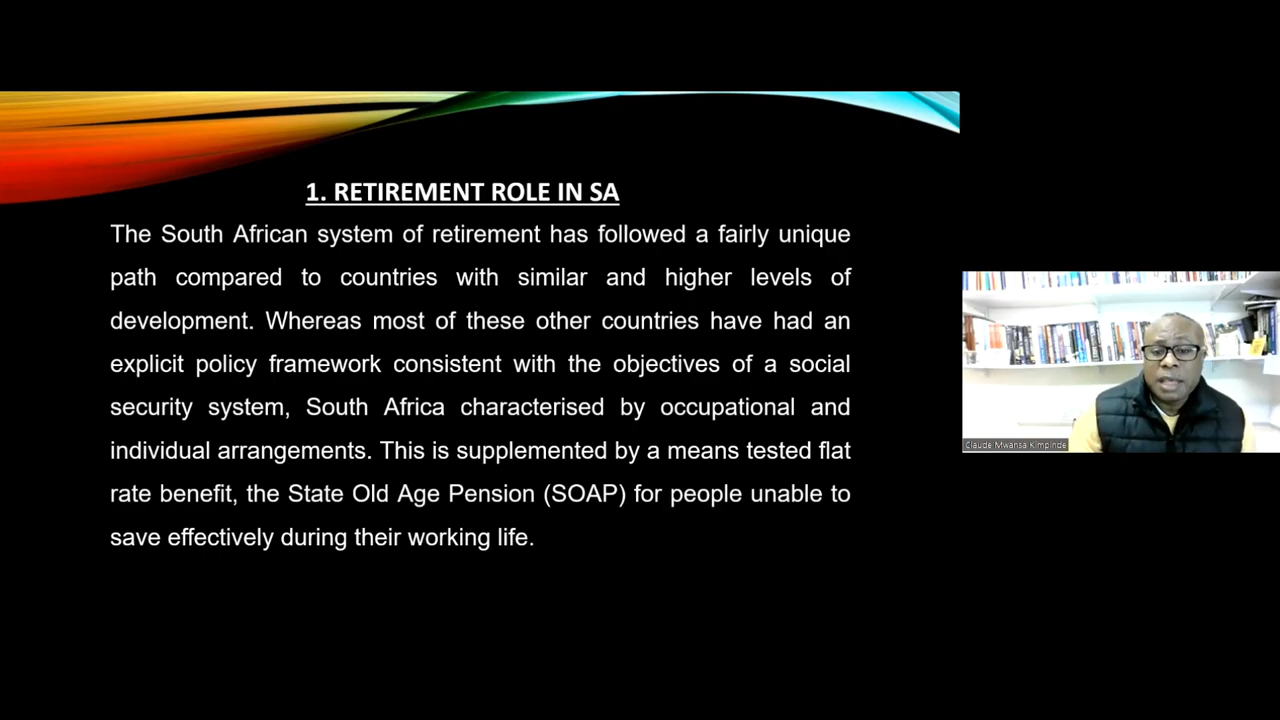 1. RETIREMENT ROLE IN SA
The South African system of retirement has followed a fairly unique
path compared to countries with similar and higher levels of
development. Whereas most of these other countries have had an
explicit policy framework consistent with the objectives of a social
security system, South Africa characterised by occupational and
individual arrangements. This is supplemented by a means tested flat
rate benefit, the State Old Age Pension (SOAP) for people unable to
save effectively during their working life.
Claude Mwansa Kimpinde